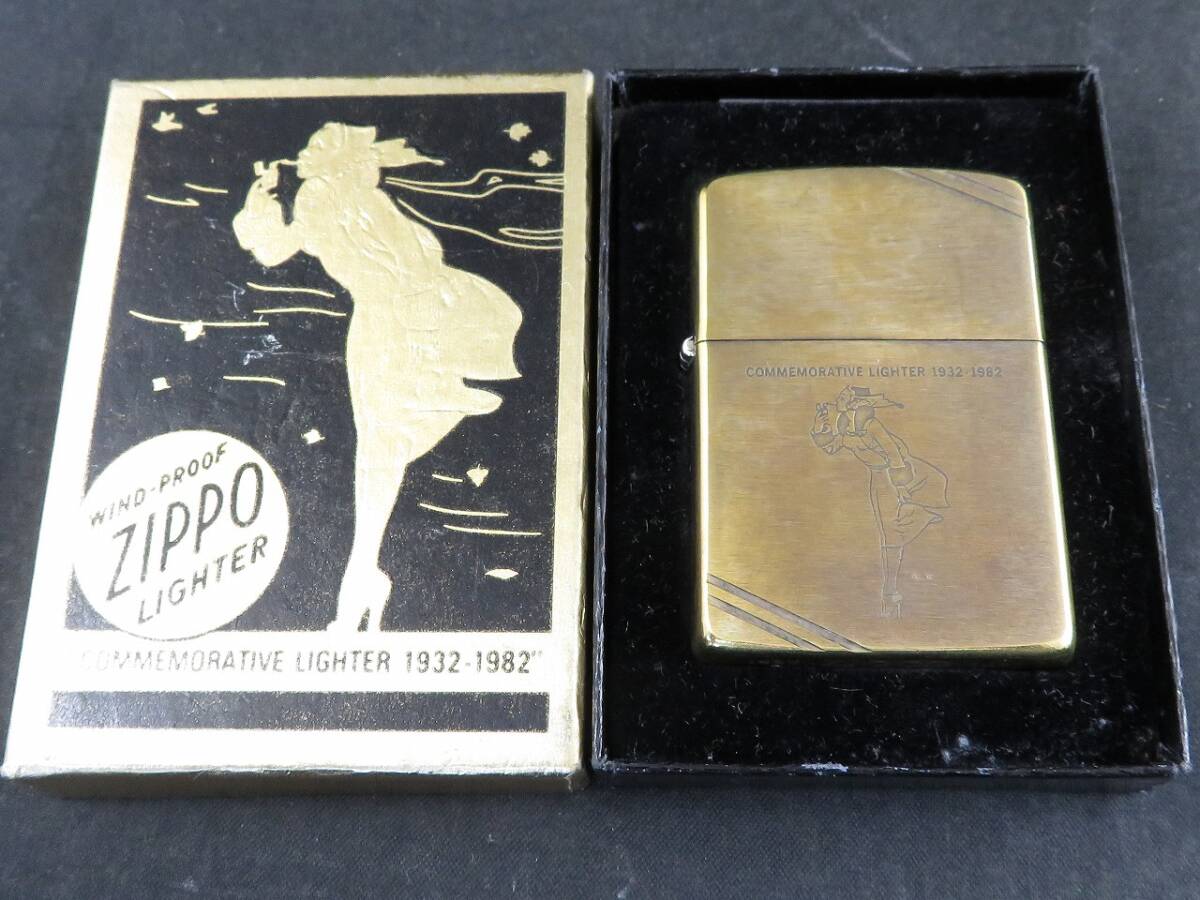 WIND-PROOF
ZIPPO
LIGHTER
COMMEMORATIVE LIGHTER 1932-1982"
COMMEMORATIVE LIGHTER 1932-1982